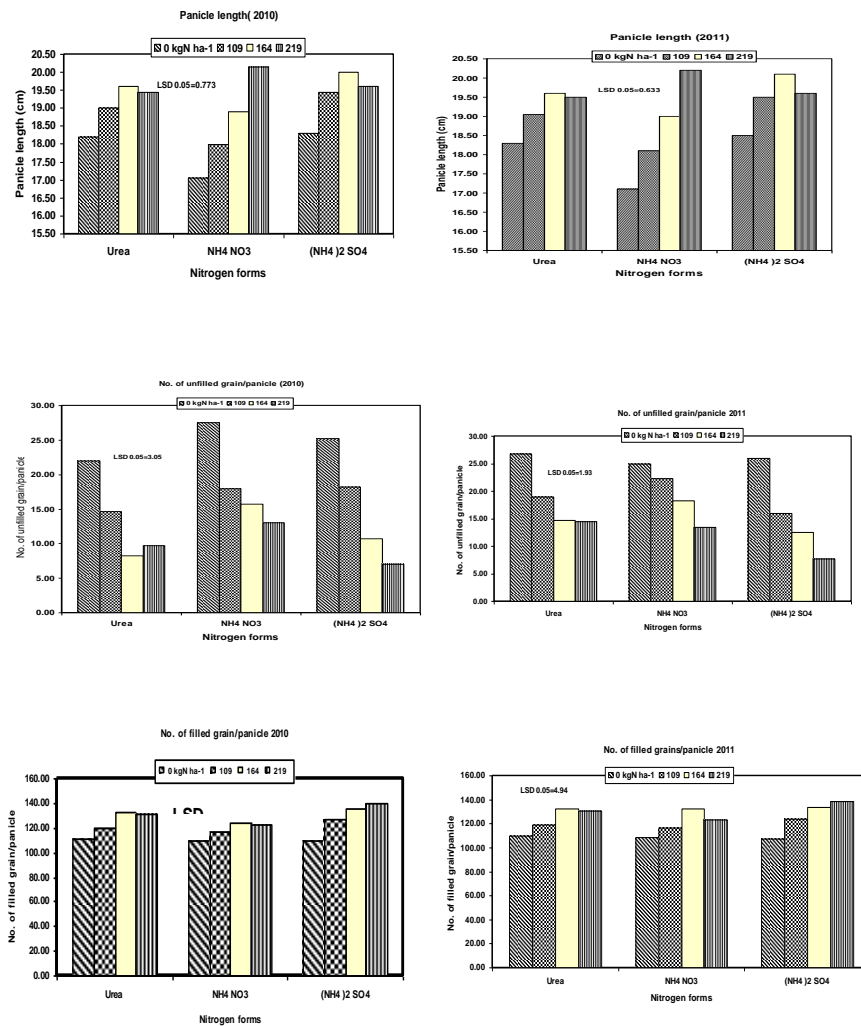 Panicle length( 2010)
0 kgN ha-1 109 164 219
LSD 0.05=0.773
Panicle length (cm)
20.50
20.00
19.50
19.00
18.50
18.00
17.50
17.00
16.50
16.00
15.50
Urea NH4 NO3 (NH4 )2 SO4
Nitrogen forms
Panicle length (2011)
0 kgN ha-1 109 164 219
LSD 0.05=0.633
Panicle length (cm)
20.50
20.00
19.50
19.00
18.50
18.00
17.50
17.00
16.50
16.00
15.50
Urea NH4 NO3 (NH4 )2 SO4
Nitrogen forms
No. of unfilled grain/panicle (2010)
0 kgN ha-1 109 164 219
LSD 0.05=3.05
No. of unfilled grain/panicle
30.00
25.00
20.00
15.00
10.00
5.00
0.00
Urea NH4 NO3 (NH4 )2 SO4
Nitrogen forms
No. of unfilled grain/panicle 2011
0 kgN ha-1 109 164 219
LSD 0.05=1.93
No. of unfilled grain/panicle
30.00
25.00
20.00
15.00
10.00
5.00
0.00
Urea NH4 NO3 (NH4 )2 SO4
Nitrogen forms
No. of filled grain/panicle 2010
0 kgN ha-1 109 164 219
LSD
No. of filled grain/panicle
160.00
140.00
120.00
100.00
80.00
60.00
40.00
20.00
0.00
Urea NH4 NO3 (NH4 )2 SO4
Nitrogen forms
No. of filled grains/panicle 2011
0 kgN ha-1 109 164 219
LSD 0.05=4.94
No. of filled grain/panicle
160.00
140.00
120.00
100.00
80.00
60.00
40.00
20.00
0.00
Urea NH4 NO3 (NH4 )2 SO4
Nitrogen forms